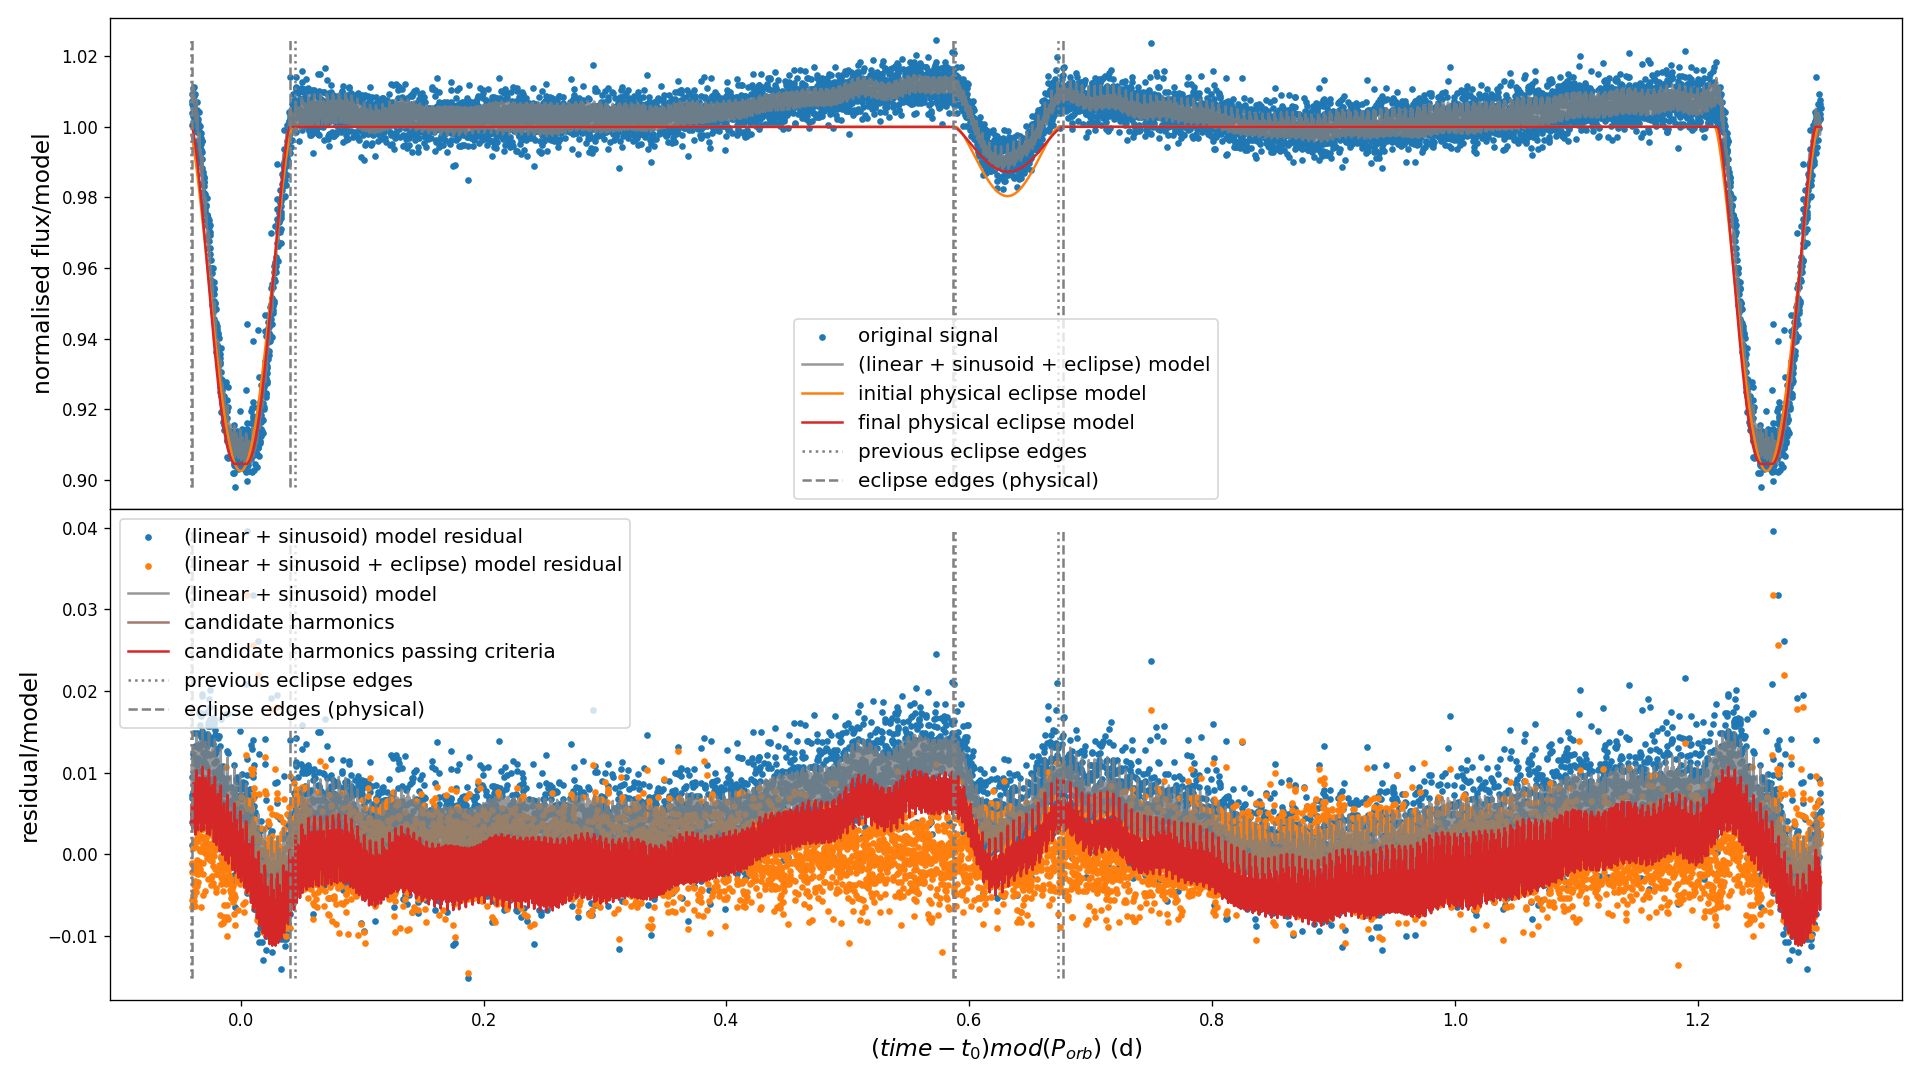 normalised flux/model
1.02
1.00
0.98
0.96
0.94
0.92
0.90
original signal
(linear + sinusoid + eclipse) model
initial physical eclipse model
final physical eclipse model
previous eclipse edges
eclipse edges (physical)
residual/model
0.04
0.03
0.02
0.01
0.00
−0.01
(linear + sinusoid) model residual
(linear + sinusoid + eclipse) model residual
(linear + sinusoid) model
candidate harmonics
candidate harmonics passing criteria
previous eclipse edges
eclipse edges (physical)
0.0 0.2 0.4 0.6 0.8 1.0 1.2
(time − t₀)mod(P_orb) (d)